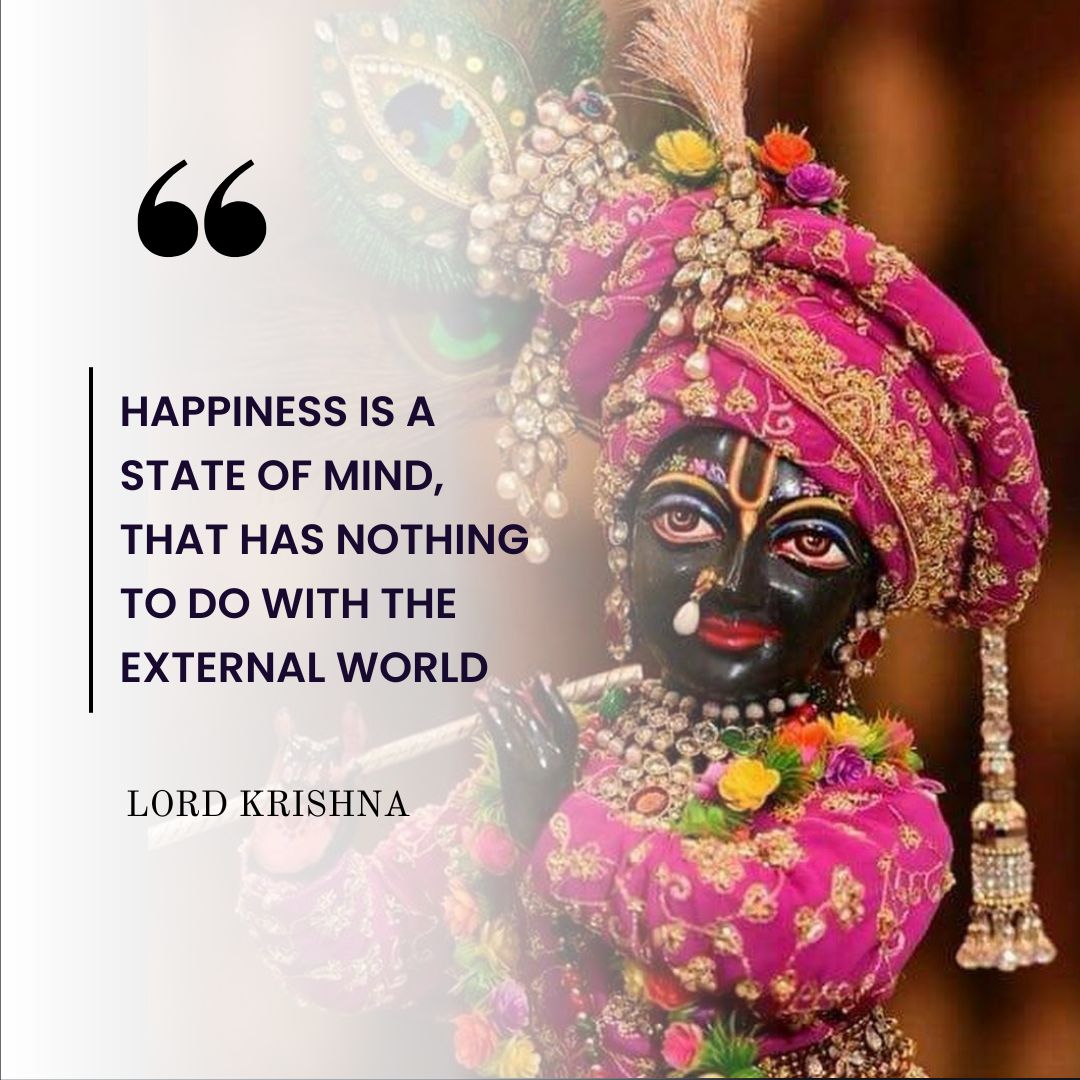 “
HAPPINESS IS A
STATE OF MIND,
THAT HAS NOTHING
TO DO WITH THE
EXTERNAL WORLD
LORD KRISHNA